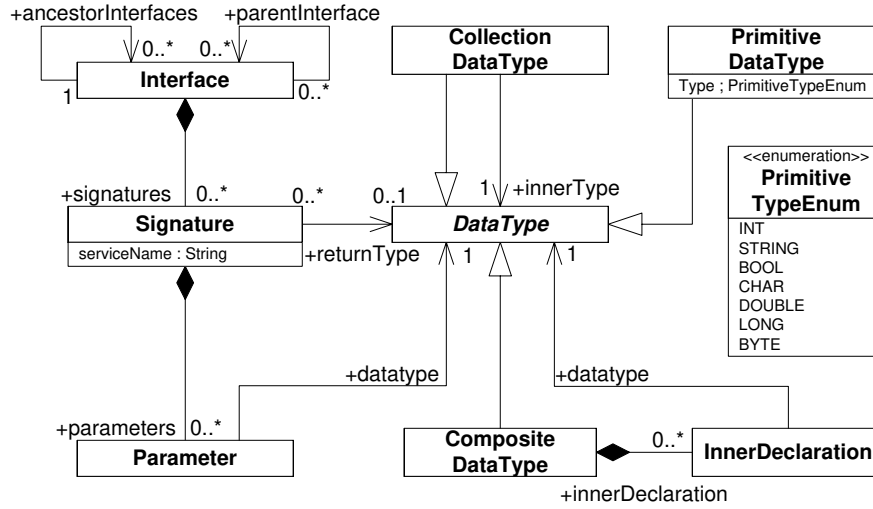 +ancestorInterfaces
+parentInterface
0..*
0..*
Interface
1
0..*
Collection
DataType
Primitive
DataType
Type ; PrimitiveTypeEnum
<<enumeration>>
Primitive
TypeEnum
INT
STRING
BOOL
CHAR
DOUBLE
LONG
BYTE
+signatures
0..*
0..*
0..1
1
+innerType
Signature
serviceName : String
+returnType
DataType
1
1
+datatype
+datatype
+parameters
0..*
Parameter
Composite
DataType
0..*
InnerDeclaration
+innerDeclaration